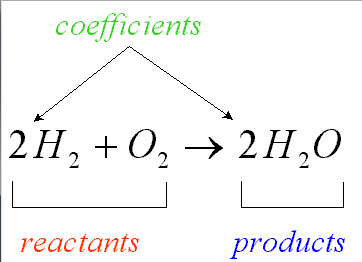 coefficients
2H₂ + O₂ → 2H₂O
reactants products